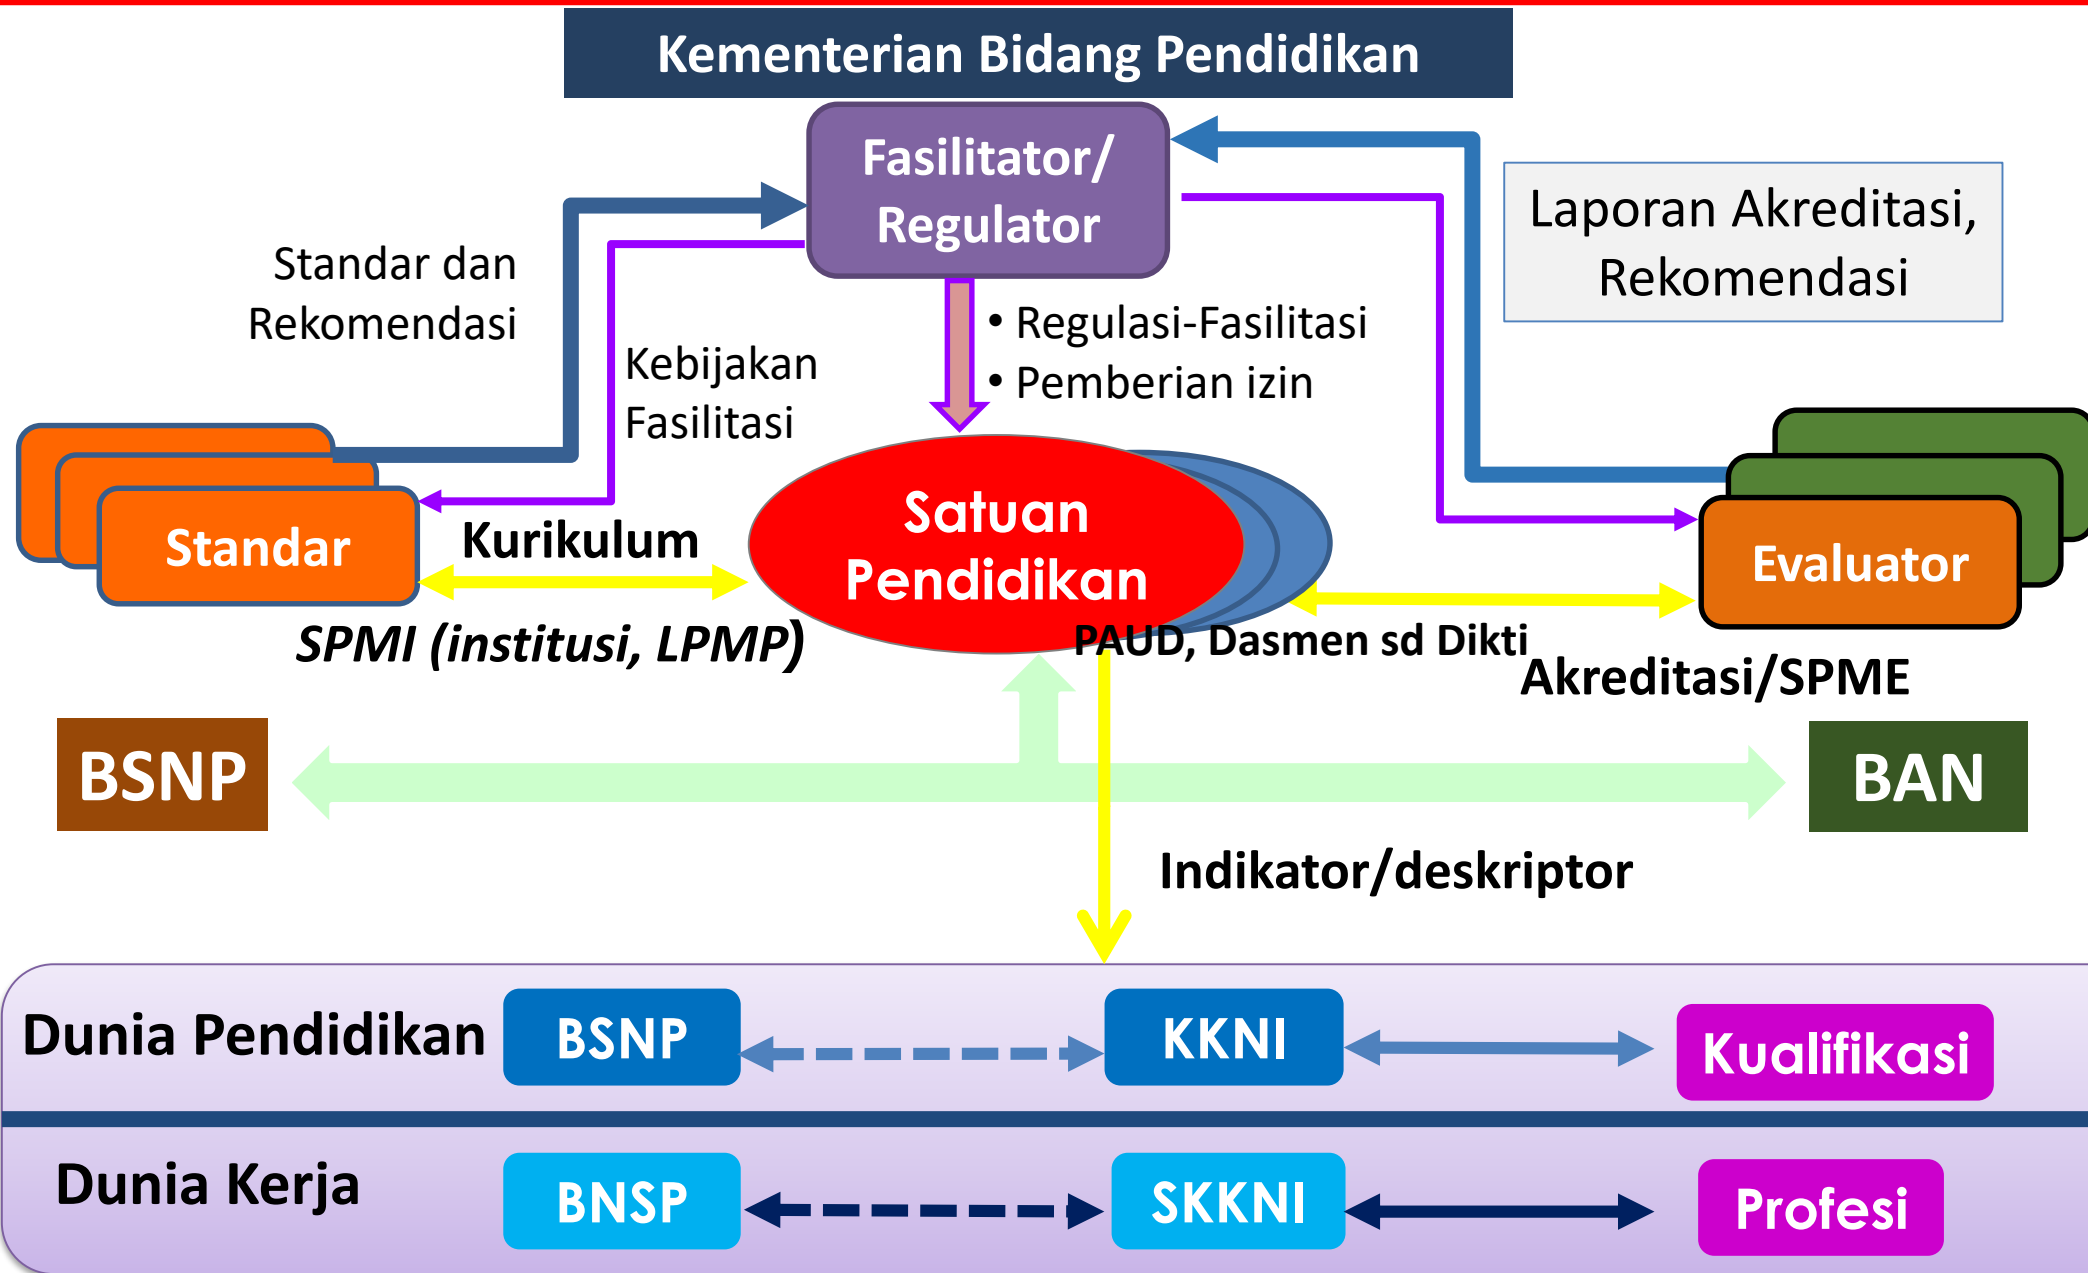 Kementerian Bidang Pendidikan
Fasilitator/
Regulator
Laporan Akreditasi,
Rekomendasi
Standar dan
Rekomendasi
Kebijakan
Fasilitasi
• Regulasi-Fasilitasi
• Pemberian izin
Standar
Kurikulum
Satuan
Pendidikan
Evaluator
SPMI (institusi, LPMP)
PAUD, Dasmen sd Dikti
Akreditasi/SPME
BSNP
BAN
Indikator/deskriptor
Dunia Pendidikan
BSNP
KKNI
Kualifikasi
Dunia Kerja
BNSP
SKKNI
Profesi